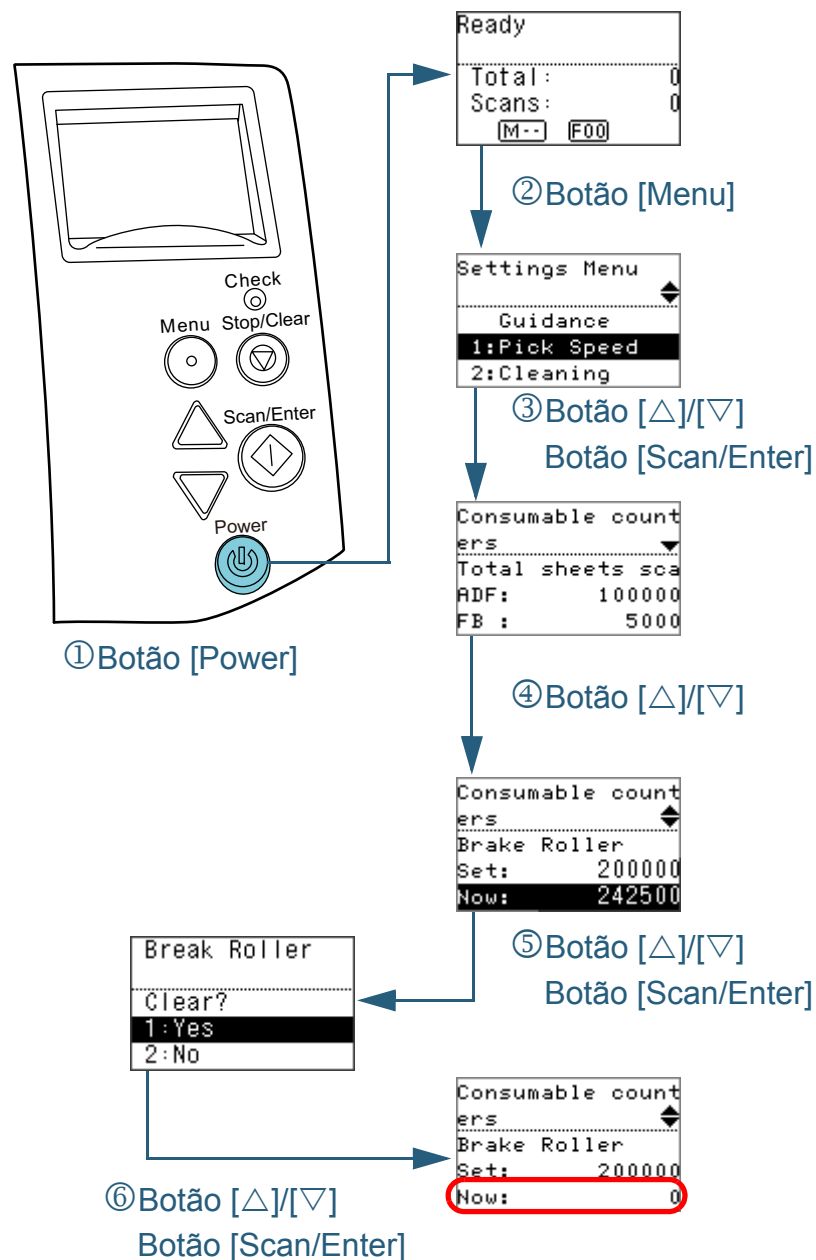 Ready
Total: 0
Scans: 0
M-- F00
②Botão [Menu]
Settings Menu
Guidance
1:Pick Speed
2:Cleaning
③Botão [△]/[▽]
Botão [Scan/Enter]
Check
Menu Stop/Clear
Scan/Enter
Power
①Botão [Power]
Consumable count
ers
Total sheets sca
ADF: 100000
FB : 5000
④Botão [△]/[▽]
Consumable count
ers
Brake Roller
Set: 200000
Now: 242500
⑤Botão [△]/[▽]
Botão [Scan/Enter]
Break Roller
Clear?
1:Yes
2:No
Consumable count
ers
Brake Roller
Set: 200000
Now: 0
⑥Botão [△]/[▽]
Botão [Scan/Enter]